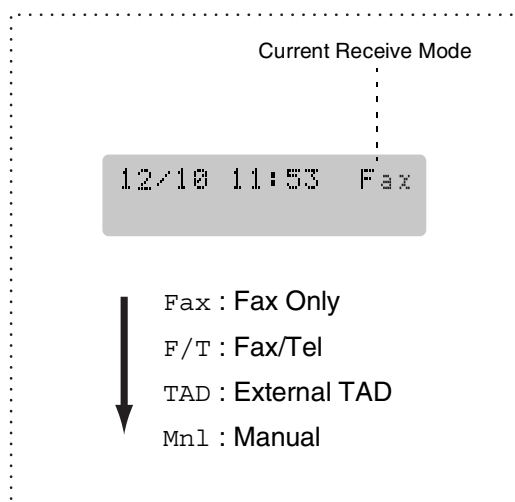 Current Receive Mode
12/10 11:53 Fax
Fax : Fax Only
F/T : Fax/Tel
TAD : External TAD
Mnl : Manual